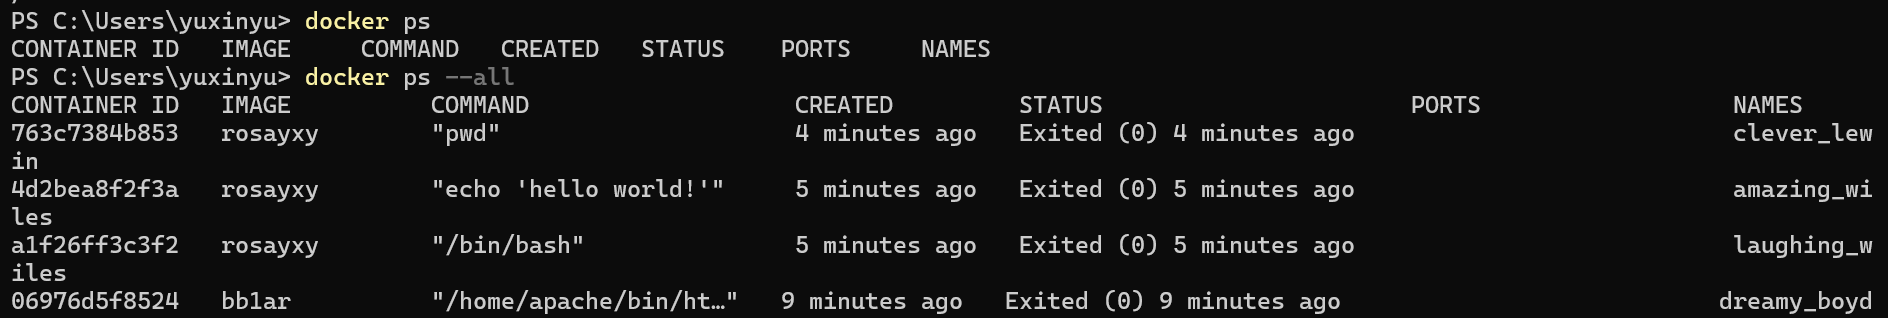 PS C:\Users\yuxinyu> docker ps
CONTAINER ID   IMAGE     COMMAND   CREATED   STATUS    PORTS     NAMES
PS C:\Users\yuxinyu> docker ps --all
CONTAINER ID   IMAGE          COMMAND                   CREATED         STATUS                      PORTS                  NAMES
763c7384b853   rosayxy        "pwd"                     4 minutes ago   Exited (0) 4 minutes ago                           clever_lew
in
4d2bea8f2f3a   rosayxy        "echo 'hello world!'"     5 minutes ago   Exited (0) 5 minutes ago                           amazing_wi
les
a1f26ff3c3f2   rosayxy        "/bin/bash"               5 minutes ago   Exited (0) 5 minutes ago                           laughing_w
iles
06976d5f8524   bb1ar          "/home/apache/bin/ht…"   9 minutes ago   Exited (0) 9 minutes ago                           dreamy_boyd